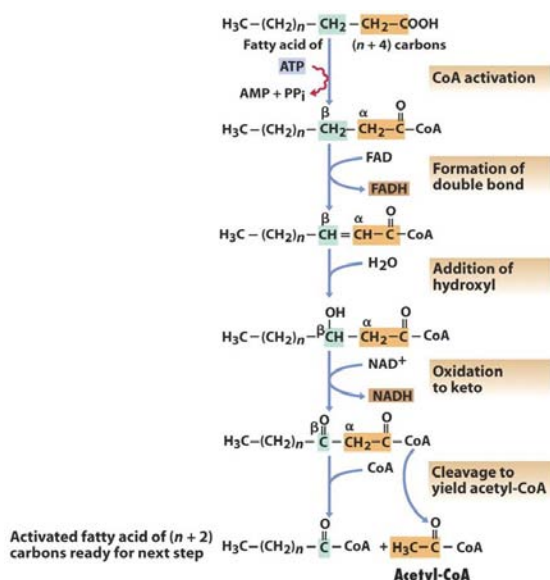 H₃C–(CH₂)n–CH₂–CH₂–COOH
Fatty acid of (n + 4) carbons
ATP
CoA activation
AMP + PPi
β α O
H₃C–(CH₂)n–CH₂–CH₂–C–CoA
FAD
Formation of
double bond
FADH
β α O
H₃C–(CH₂)n–CH=CH–C–CoA
H₂O
Addition of
hydroxyl
OH O
β α
H₃C–(CH₂)n–CH–CH₂–C–CoA
NAD⁺
Oxidation
to keto
NADH
β O α O
H₃C–(CH₂)n–C–CH₂–C–CoA
CoA
Cleavage to
yield acetyl-CoA
Activated fatty acid of (n + 2)
carbons ready for next step
O O
H₃C–(CH₂)n–C–CoA + H₃C–C–CoA
Acetyl-CoA